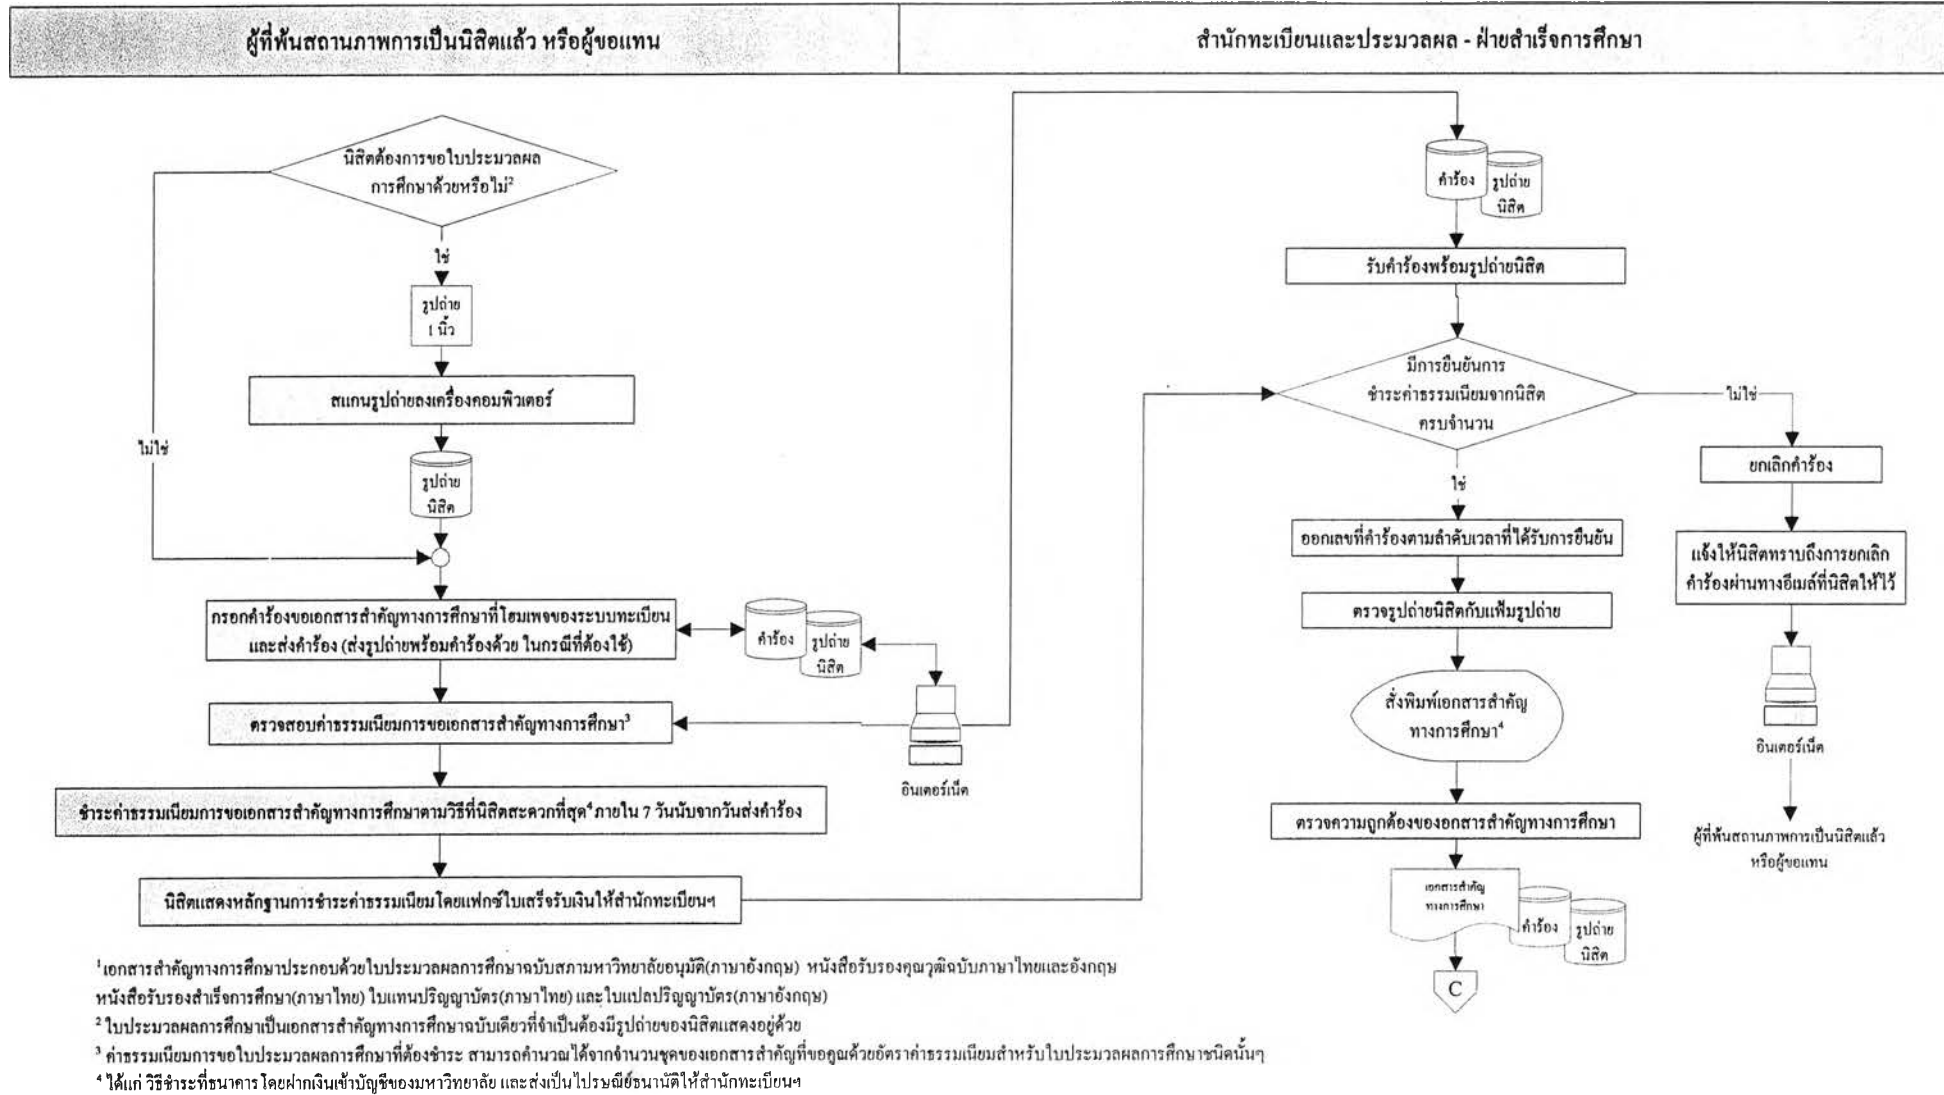 ผู้ที่พ้นสถานภาพการเป็นนิสิตแล้ว หรือผู้ขอแทน
สำนักทะเบียนและประมวลผล - ฝ่ายสำเร็จการศึกษา
นิสิตต้องการขอใบประมวลผล
การศึกษาด้วยหรือไม่²
ใช่
รูปถ่าย
1 นิ้ว
สแกนรูปถ่ายลงเครื่องคอมพิวเตอร์
ไม่ใช่
รูปถ่าย
นิสิต
กรอกคำร้องขอเอกสารสำคัญทางการศึกษาที่โฮมเพจของระบบทะเบียน
และส่งคำร้อง (ส่งรูปถ่ายพร้อมคำร้องด้วย ในกรณีที่ต้องใช้)
คำร้อง
รูปถ่าย
นิสิต
อินเตอร์เน็ต
ตรวจสอบค่าธรรมเนียมการขอเอกสารสำคัญทางการศึกษา³
ชำระค่าธรรมเนียมการขอเอกสารสำคัญทางการศึกษาตามวิธีที่นิสิตสะดวกที่สุด⁴ ภายใน 7 วันนับจากวันส่งคำร้อง
นิสิตแสดงหลักฐานการชำระค่าธรรมเนียมโดยแฟกซ์ใบเสร็จรับเงินให้สำนักทะเบียนฯ
คำร้อง
รูปถ่าย
นิสิต
รับคำร้องพร้อมรูปถ่ายนิสิต
มีการยืนยันการ
ชำระค่าธรรมเนียมจากนิสิต
ครบจำนวน
ไม่ใช่
ยกเลิกคำร้อง
แจ้งให้นิสิตทราบถึงการยกเลิก
คำร้องผ่านทางอีเมล์ที่นิสิตให้ไว้
อินเตอร์เน็ต
ผู้ที่พ้นสถานภาพการเป็นนิสิตแล้ว
หรือผู้ขอแทน
ใช่
ออกเลขที่คำร้องตามลำดับเวลาที่ได้รับการยืนยัน
ตรวจรูปถ่ายนิสิตกับแฟ้มรูปถ่าย
สั่งพิมพ์เอกสารสำคัญ
ทางการศึกษา⁴
ตรวจความถูกต้องของอกสารสำคัญทางการศึกษา
เอกสารสำคัญ
ทางการศึกษา
คำร้อง
รูปถ่าย
นิสิต
C
¹ เอกสารสำคัญทางการศึกษาประกอบด้วยใบประมวลผลการศึกษาฉบับสภามหาวิทยาลัยอนุมัติ(ภาษาอังกฤษ) หนังสือรับรองคุณวุฒิฉบับภาษาไทยและอังกฤษ
หนังสือรับรองสำเร็จการศึกษา(ภาษาไทย) ใบแทนปริญญาบัตร(ภาษาไทย) และใบแปลปริญญาบัตร(ภาษาอังกฤษ)
² ใบประมวลผลการศึกษาเป็นเอกสารสำคัญทางการศึกษาฉบับเดียวที่จำเป็นต้องมีรูปถ่ายของนิสิตแสดงอยู่ด้วย
³ ค่าธรรมเนียมการขอใบประมวลผลการศึกษาที่ต้องชำระ สามารถคำนวณได้จากจำนวนชุดของเอกสารสำคัญที่ขอคูณด้วยอัตราค่าธรรมเนียมสำหรับใบประมวลผลการศึกษาชนิดนั้นๆ
⁴ ได้แก่ วิธีชำระที่ธนาคาร โดยฝากเงินเข้าบัญชีของมหาวิทยาลัย และส่งเป็นไปรษณีย์ธนานัติให้สำนักทะเบียนฯ